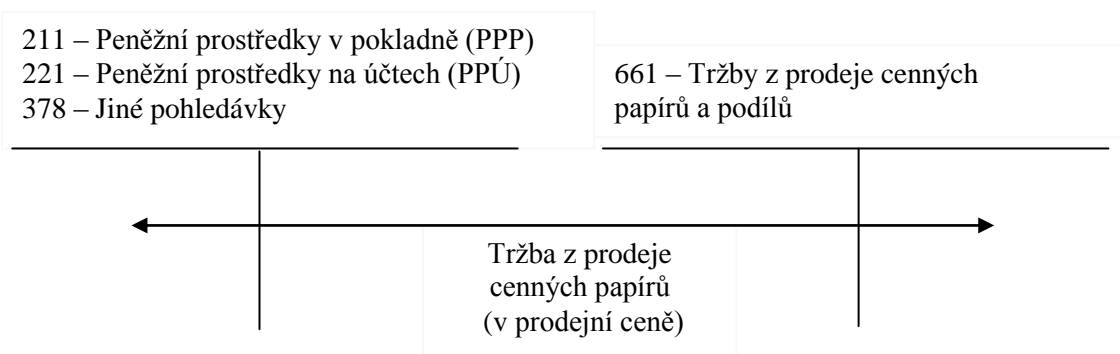 211 – Peněžní prostředky v pokladně (PPP)
221 – Peněžní prostředky na účtech (PPÚ)
378 – Jiné pohledávky
661 – Tržby z prodeje cenných
papírů a podílů
Tržba z prodeje
cenných papírů
(v prodejní ceně)